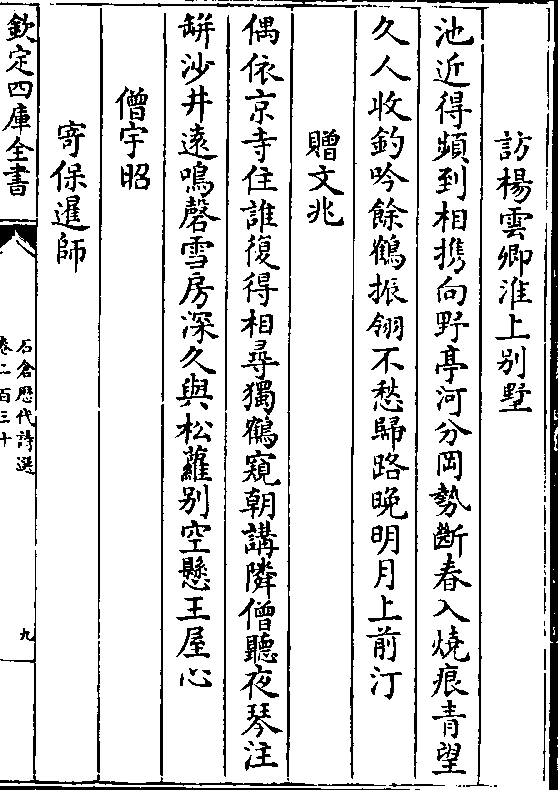 訪楊雲卿淮上别墅
池近得頻到相携向野亭河分岡勢斷春入燒痕青望
久人收釣吟餘鶴振翎不愁歸路晚明月上前汀
贈文兆
偶依京寺住誰復得相尋獨鶴窺朝講隣僧聽夜琴注
缾沙井逺鳴磬雪房深久與松蘿别空懸王屋心
僧宇昭
寄保暹師
欽定四庫全書
石倉歴代詩選
卷二百三十
九